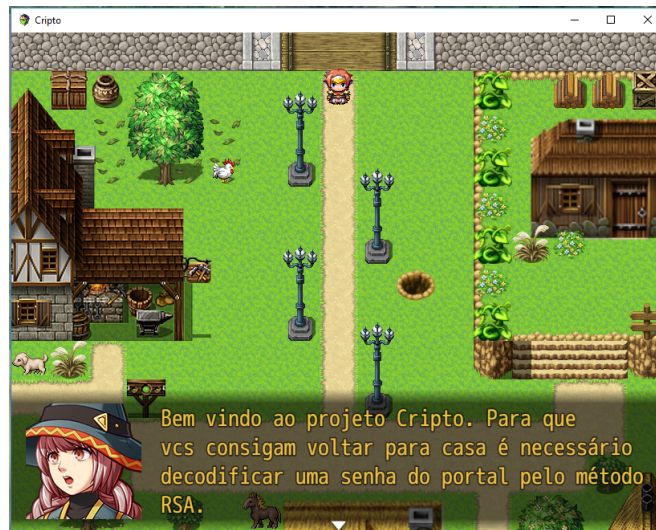 Cripto
Bem vindo ao projeto Cripto. Para que
vcs consigam voltar para casa é necessário
decodificar uma senha do portal pelo método
RSA.